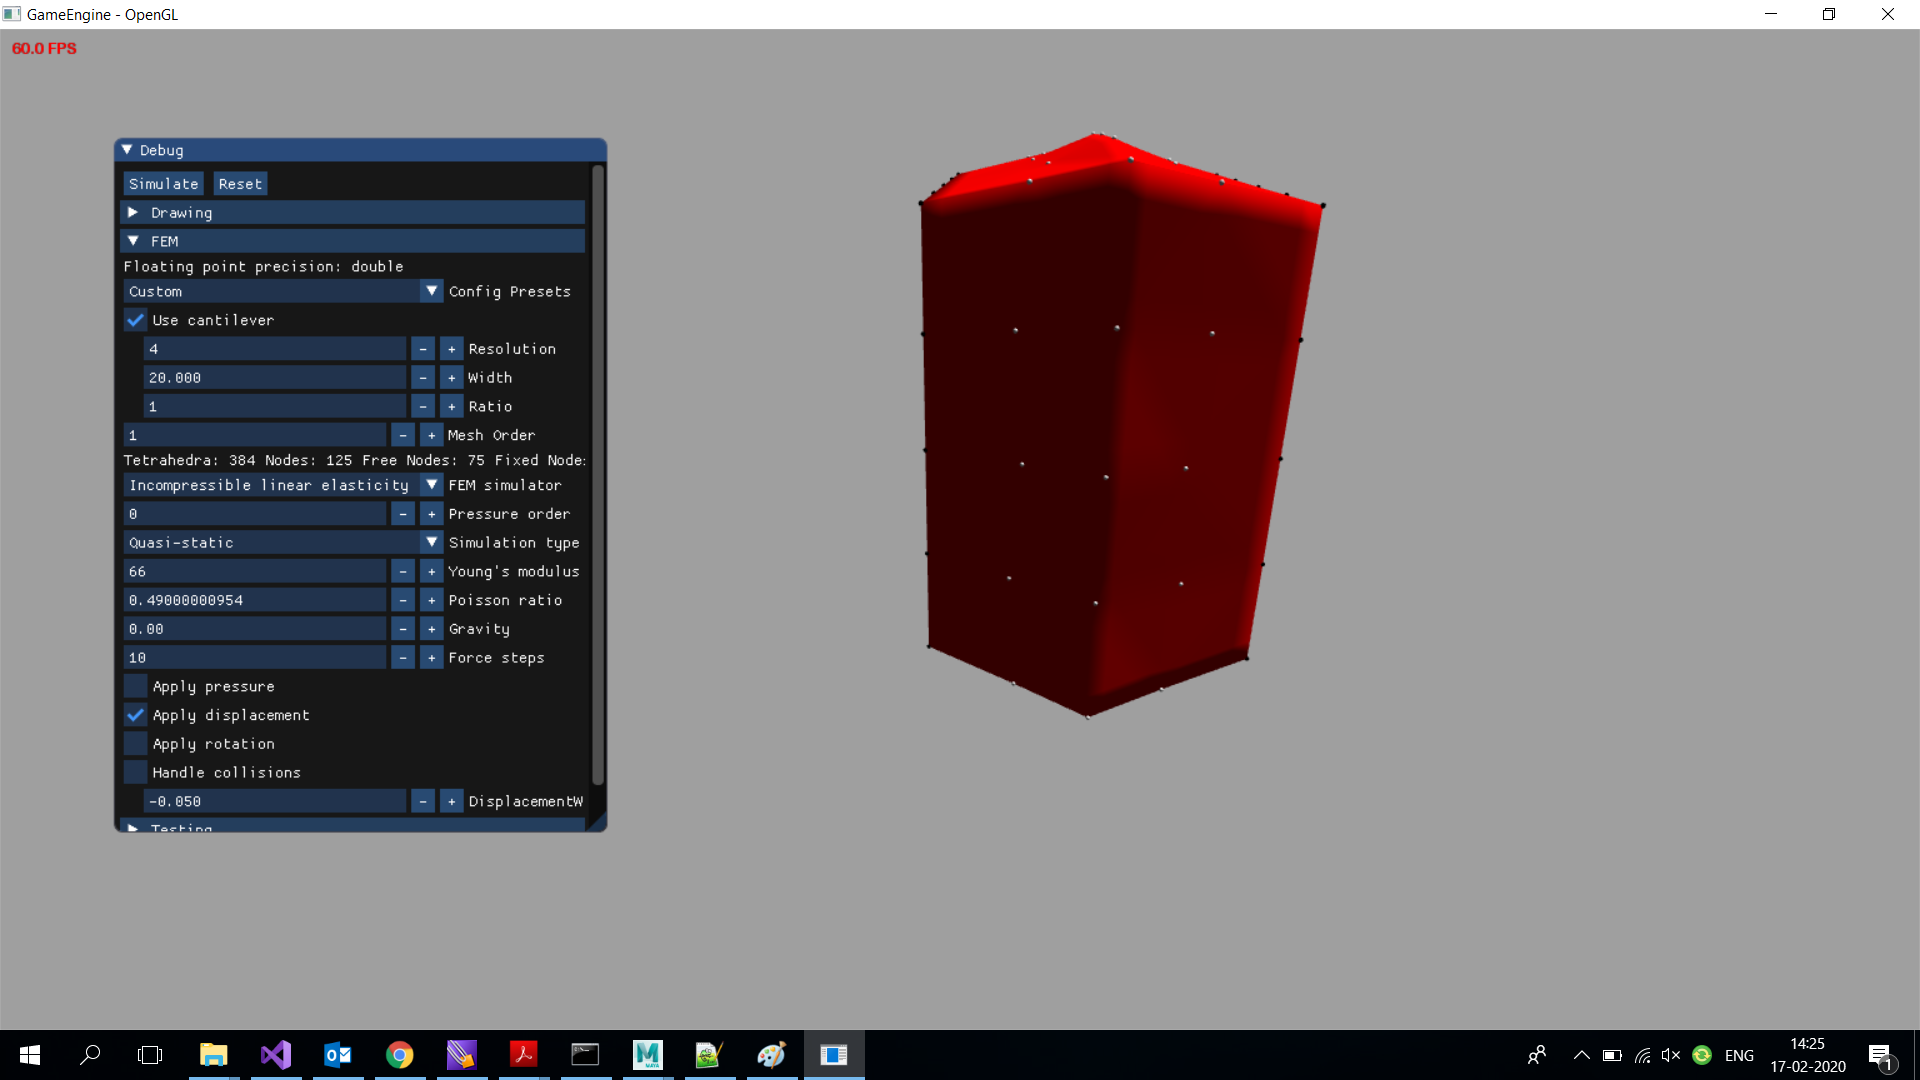 GameEngine - OpenGL
60.0 FPS
Debug
Simulate Reset
Drawing
FEM
Floating point precision: double
Custom Config Presets
Use cantilever
4 - + Resolution
20.000 - + Width
1 - + Ratio
1 - + Mesh Order
Tetrahedra: 384 Nodes: 125 Free Nodes: 75 Fixed Node:
Incompressible linear elasticity FEM simulator
0 - + Pressure order
Quasi-static Simulation type
66 - + Young's modulus
0.49000000954 - + Poisson ratio
0.00 - + Gravity
10 - + Force steps
Apply pressure
Apply displacement
Apply rotation
Handle collisions
-0.050 - + DisplacementW
Testing
ENG
14:25
17-02-2020
1